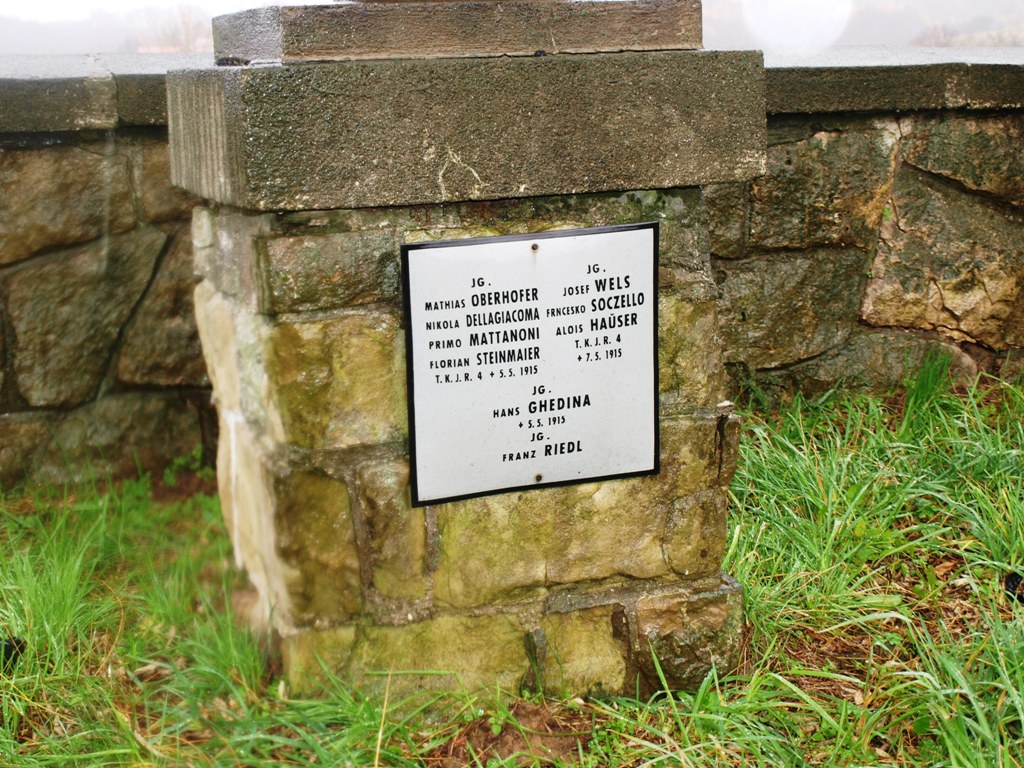 JG.
MATHIAS OBERHOFER
NIKOLA DELLAGIACOMA
PRIMO MATTANONI
FLORIAN STEINMAIER
T.K.J.R. 4 + 5.5.1915
JG.
JOSEF WELS
FRNCESKO SOCZELLO
ALOIS HAÜSER
T.K.J.R. 4
+ 7.5.1915
JG.
HANS GHEDINA
+ 5.5.1915
JG.
FRANZ RIEDL